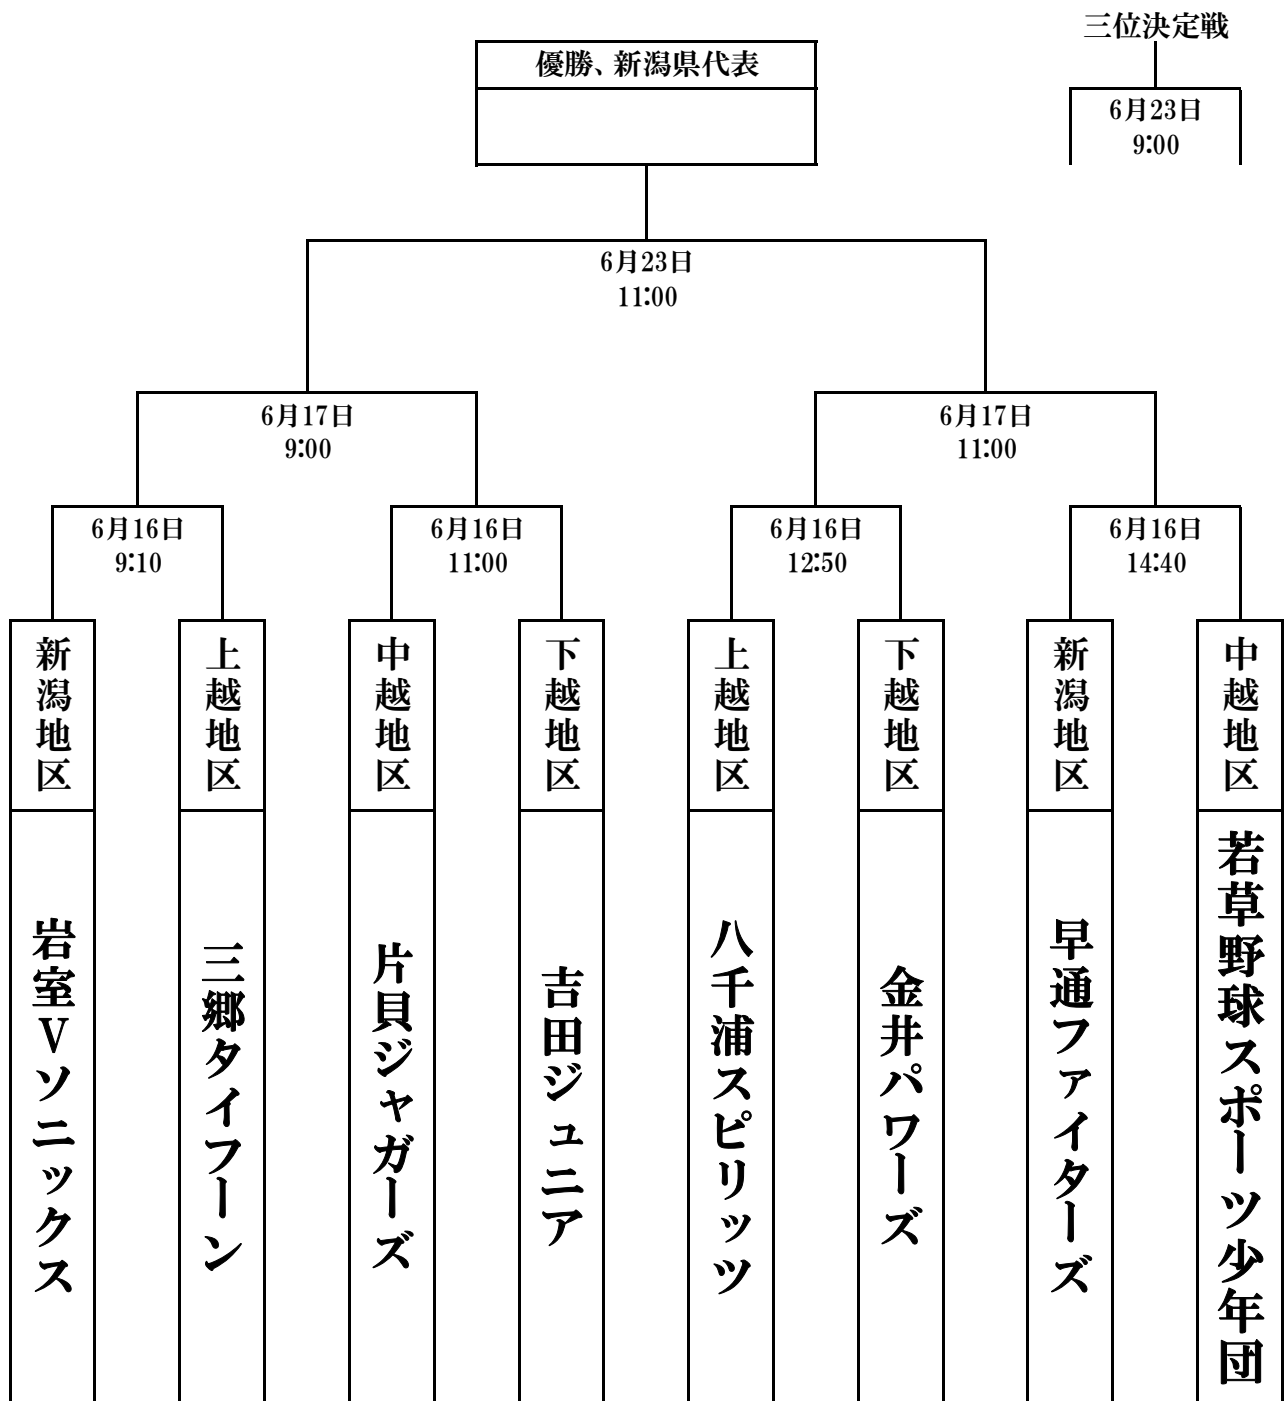 三位決定戦
優勝、新潟県代表
6月23日
9:00
6月23日
11:00
6月17日
9:00
6月17日
11:00
6月16日
9:10
6月16日
11:00
6月16日
12:50
6月16日
14:40
新潟地区
上越地区
中越地区
下越地区
上越地区
下越地区
新潟地区
中越地区
岩室Vソニックス
三郷タイフーン
片貝ジャガーズ
吉田ジュニア
八千浦スピリッツ
金井パワーズ
早通ファイターズ
若草野球スポーツ少年団